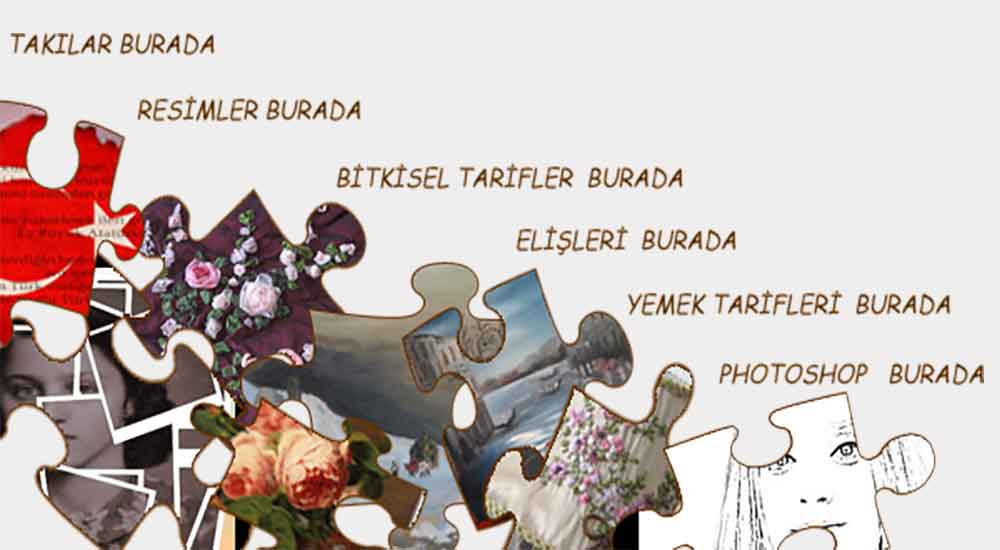 TAKILAR BURADA
RESİMLER BURADA
BİTKİSEL TARİFLER BURADA
ELİŞLERİ BURADA
YEMEK TARİFLERİ BURADA
PHOTOSHOP BURADA